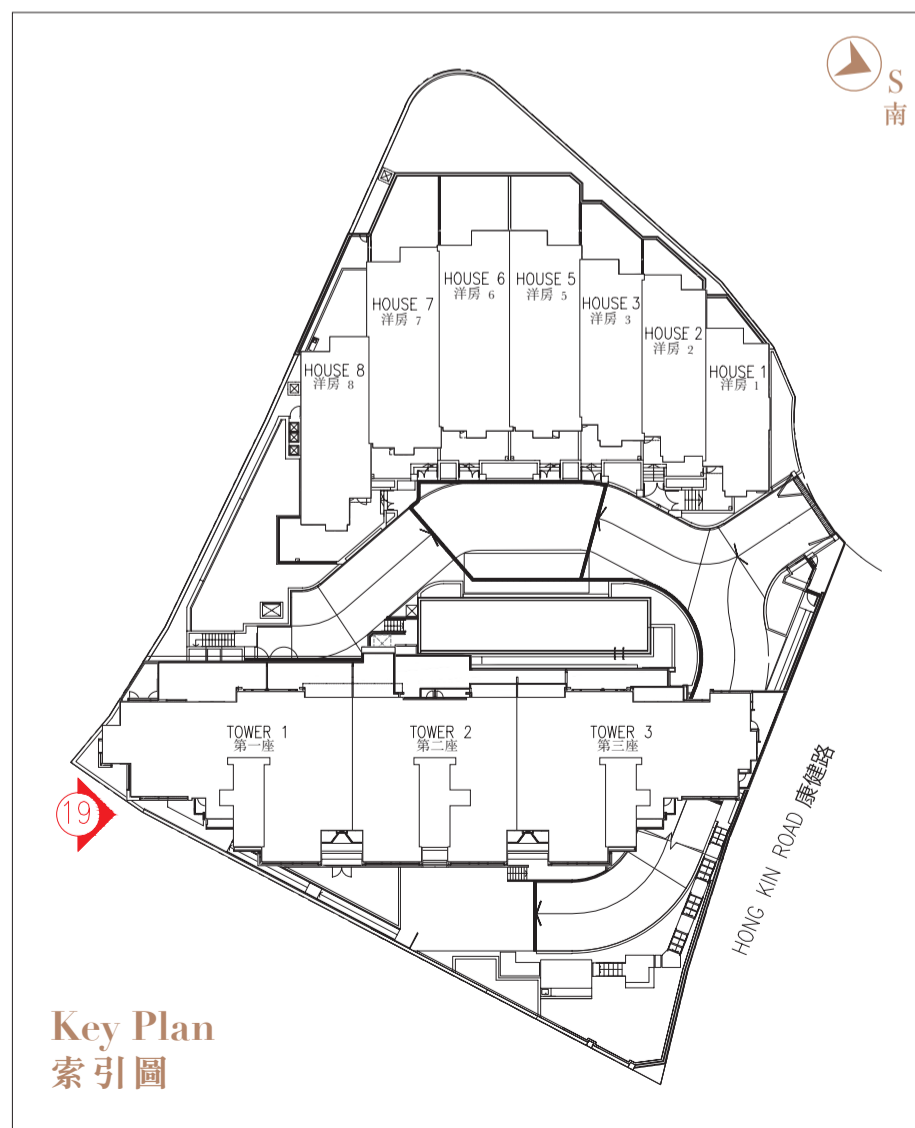 S
南
HOUSE 6
洋房 6
HOUSE 5
洋房 5
HOUSE 7
洋房 7
HOUSE 3
洋房 3
HOUSE 2
洋房 2
HOUSE 8
洋房 8
HOUSE 1
洋房 1
TOWER 1
第一座
TOWER 2
第二座
TOWER 3
第三座
19
HONG KIN ROAD 康健路
Key Plan
索引圖